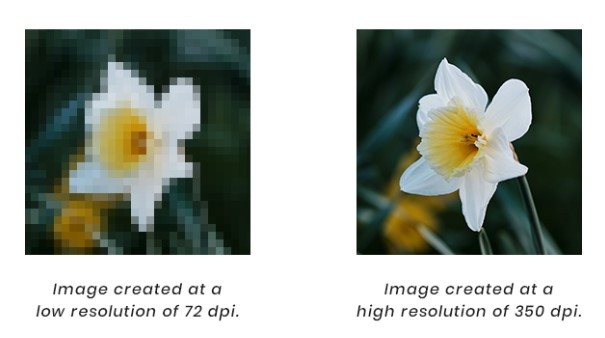 Image created at a
low resolution of 72 dpi.
Image created at a
high resolution of 350 dpi.